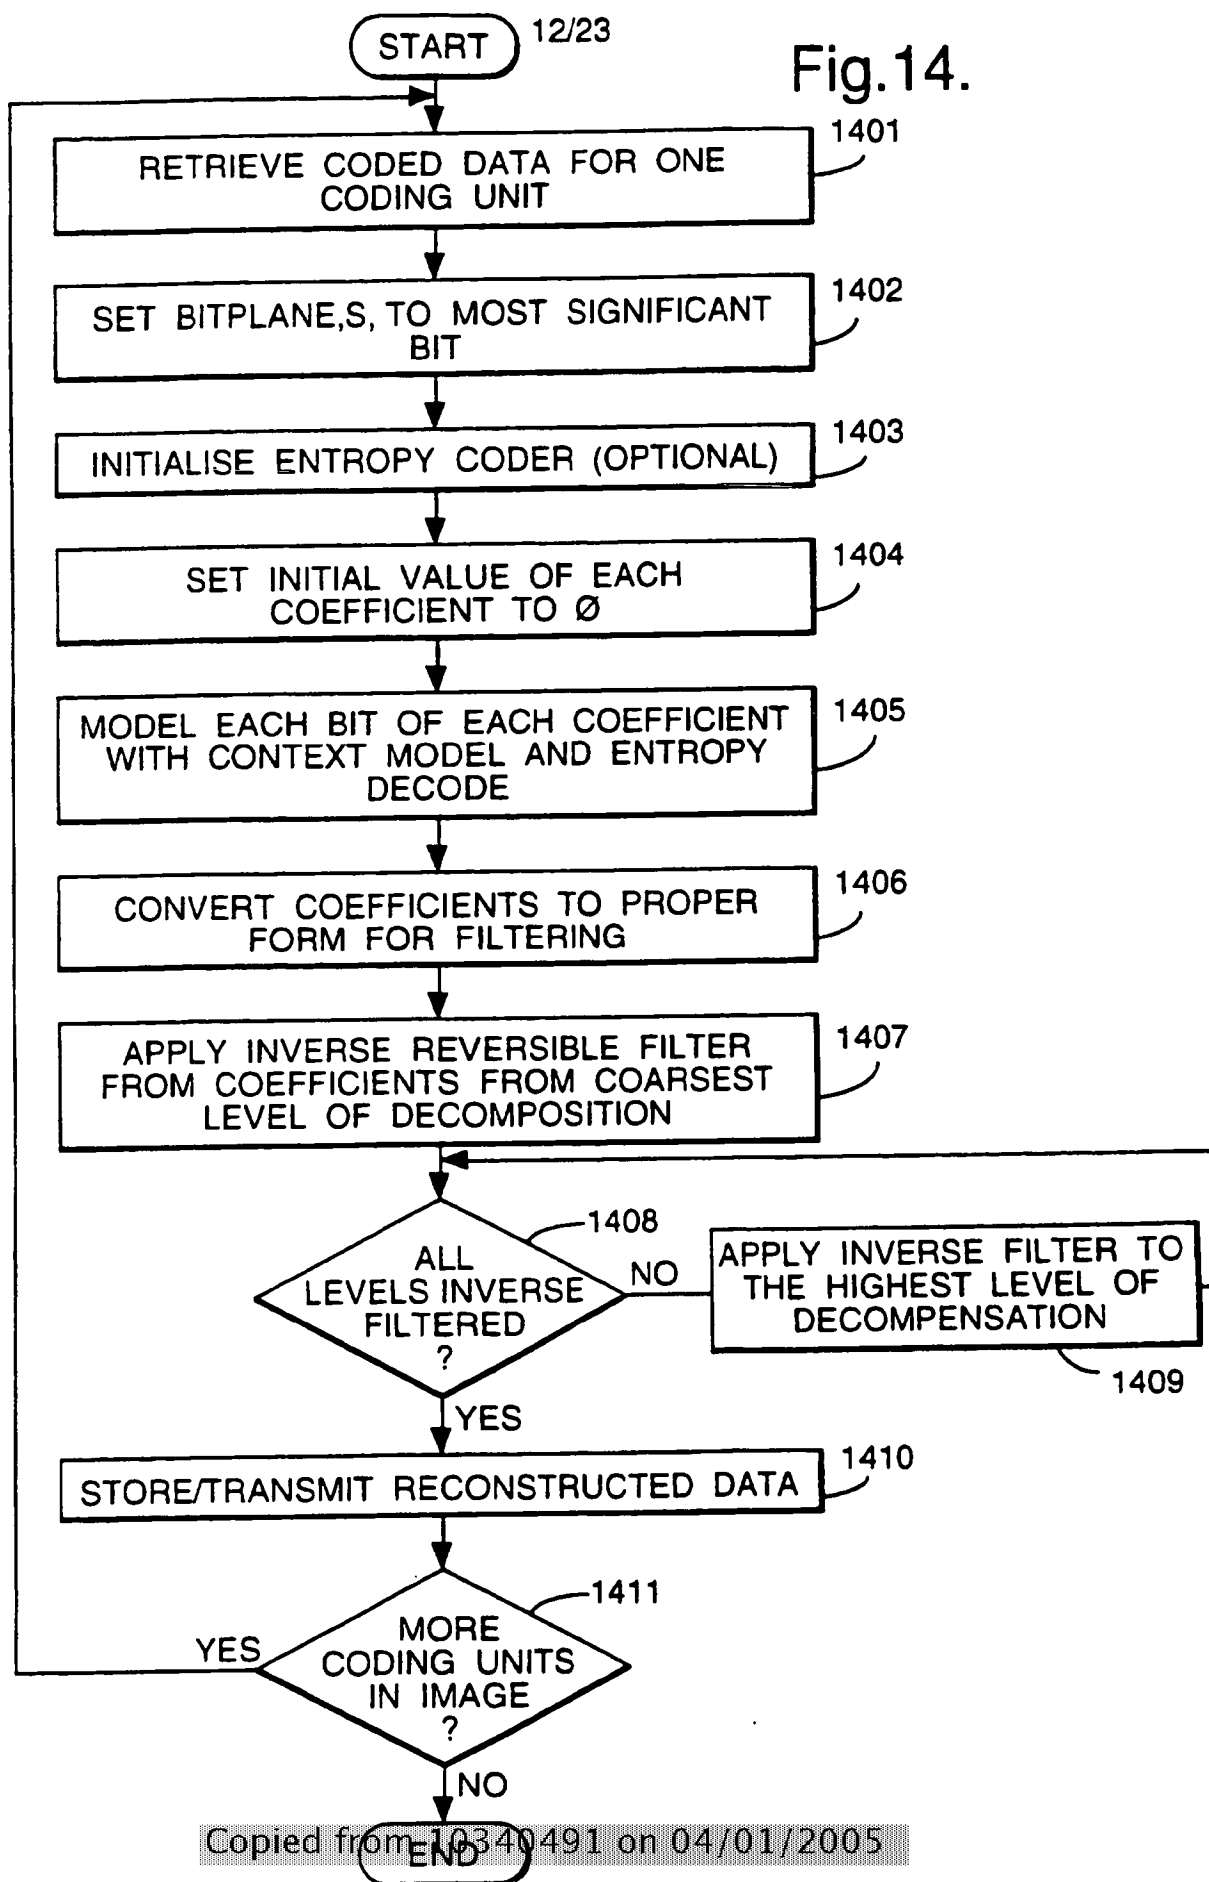 START
12/23
Fig.14.
1401
RETRIEVE CODED DATA FOR ONE
CODING UNIT
1402
SET BITPLANE,S, TO MOST SIGNIFICANT
BIT
1403
INITIALISE ENTROPY CODER (OPTIONAL)
1404
SET INITIAL VALUE OF EACH
COEFFICIENT TO Ø
1405
MODEL EACH BIT OF EACH COEFFICIENT
WITH CONTEXT MODEL AND ENTROPY
DECODE
1406
CONVERT COEFFICIENTS TO PROPER
FORM FOR FILTERING
1407
APPLY INVERSE REVERSIBLE FILTER
FROM COEFFICIENTS FROM COARSEST
LEVEL OF DECOMPOSITION
1408
ALL
LEVELS INVERSE
FILTERED
?
NO
APPLY INVERSE FILTER TO
THE HIGHEST LEVEL OF
DECOMPENSATION
1409
YES
1410
STORE/TRANSMIT RECONSTRUCTED DATA
1411
MORE
CODING UNITS
IN IMAGE
?
YES
NO
END
Copied from 10340491 on 04/01/2005